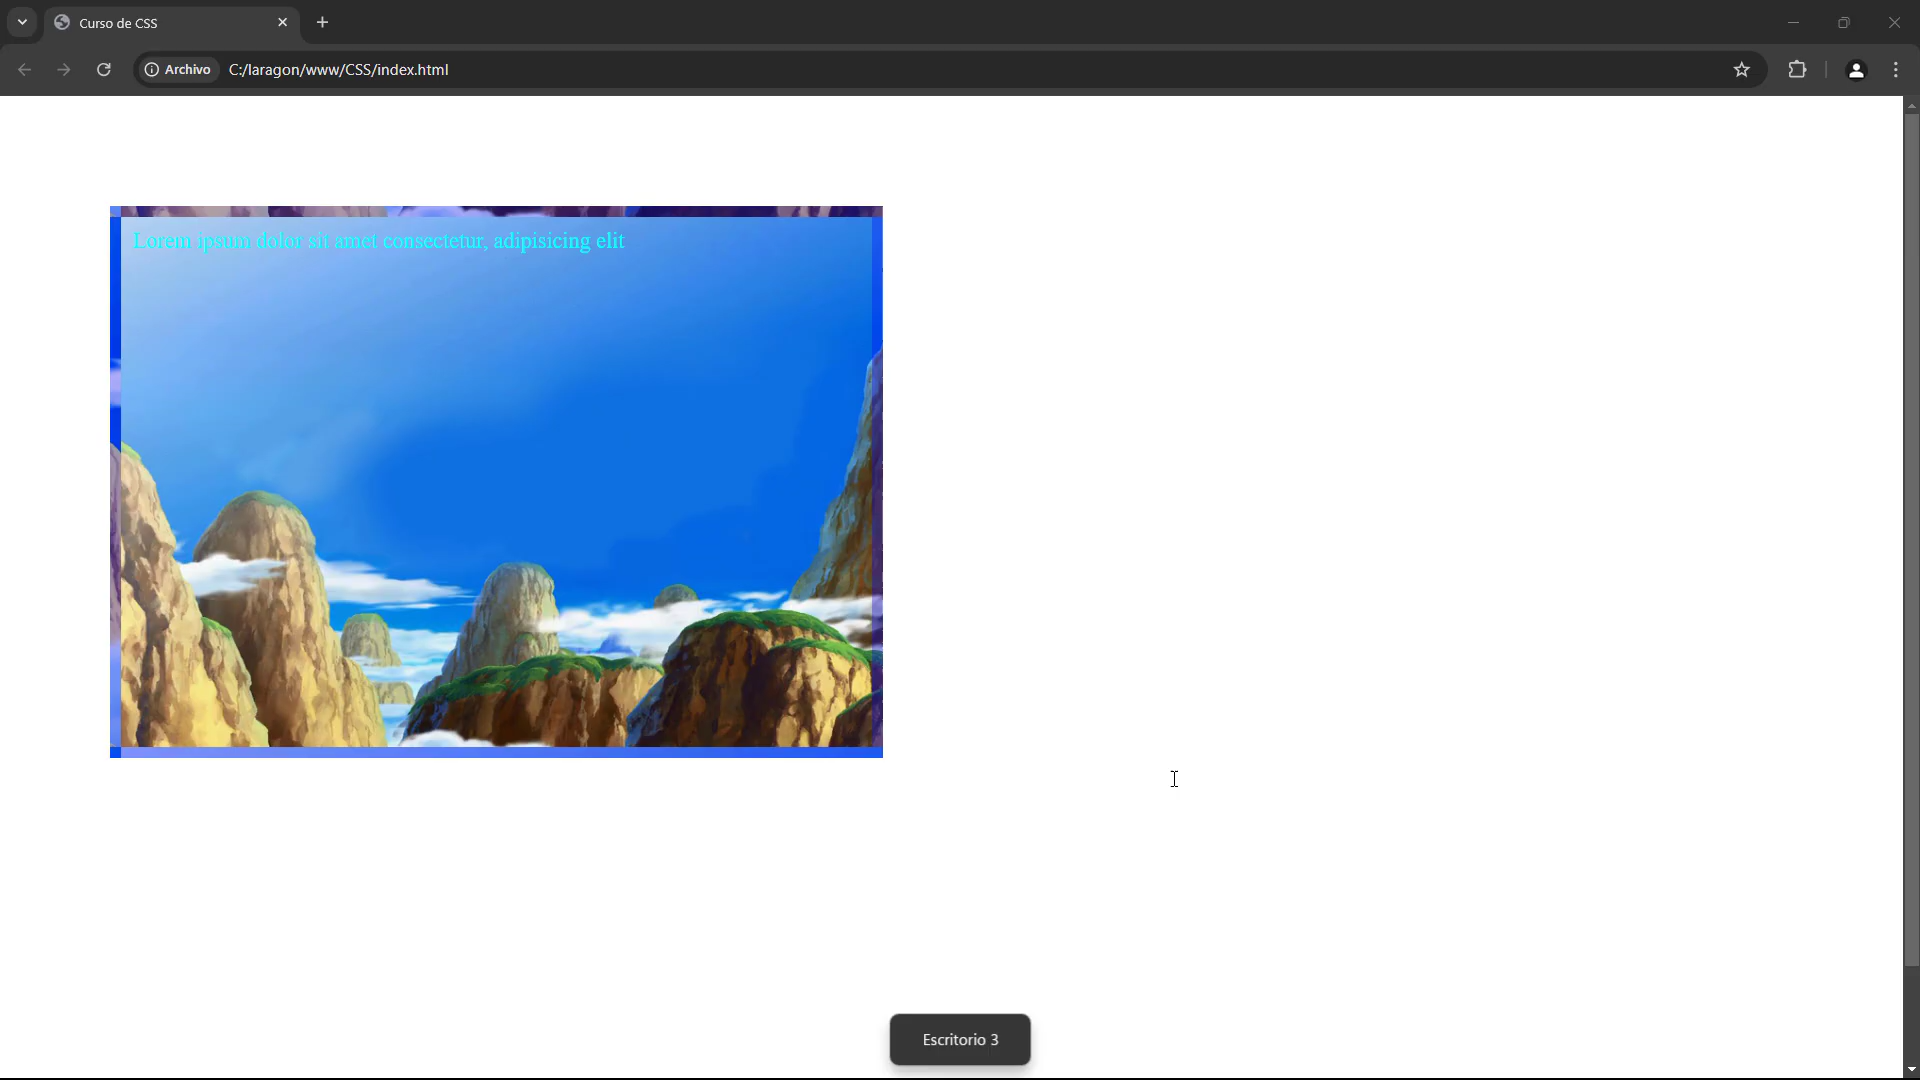 Curso de CSS
Archivo
C:/laragon/www/CSS/index.html
Lorem ipsum dolor sit amet consectetur, adipisicing elit
Escritorio 3